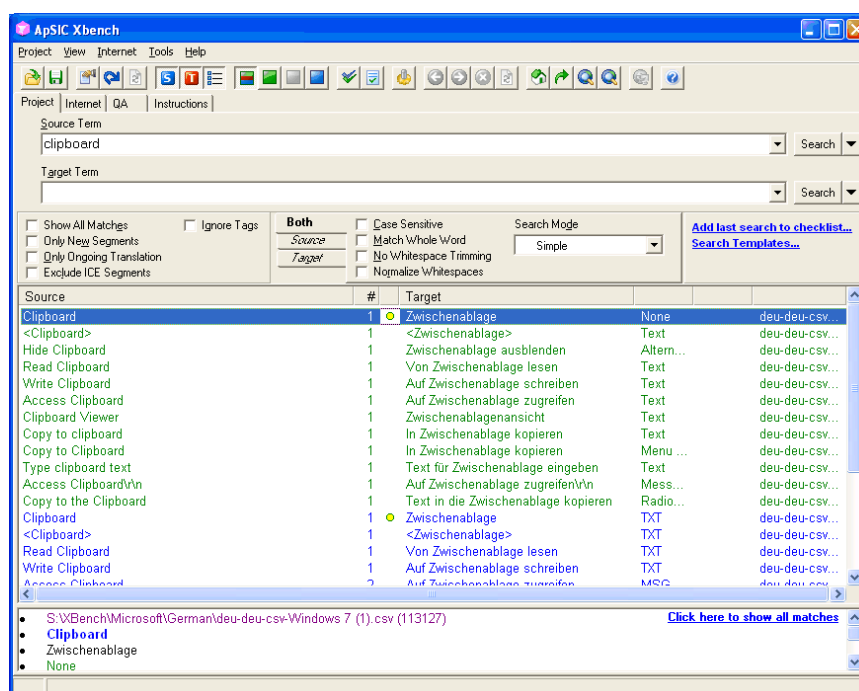 ApSIC Xbench
Project View Internet Tools Help
Project Internet QA Instructions
Source Term
clipboard Search
Target Term
Search
Show All Matches Ignore Tags Both Case Sensitive Search Mode Add last search to checklist...
Only New Segments Source Match Whole Word Simple Search Templates...
Only Ongoing Translation Target No Whitespace Trimming
Exclude ICE Segments Normalize Whitespaces
Source # Target
Clipboard 1 Zwischenablage None deu-deu-csv...
<Clipboard> 1 <Zwischenablage> Text deu-deu-csv...
Hide Clipboard 1 Zwischenablage ausblenden Altern... deu-deu-csv...
Read Clipboard 1 Von Zwischenablage lesen Text deu-deu-csv...
Write Clipboard 1 Auf Zwischenablage schreiben Text deu-deu-csv...
Access Clipboard 1 Auf Zwischenablage zugreifen Text deu-deu-csv...
Clipboard Viewer 1 Zwischenablagenansicht Text deu-deu-csv...
Copy to clipboard 1 In Zwischenablage kopieren Text deu-deu-csv...
Copy to Clipboard 1 In Zwischenablage kopieren Menu ... deu-deu-csv...
Type clipboard text 1 Text für Zwischenablage eingeben Text deu-deu-csv...
Access Clipboard\r\n 1 Auf Zwischenablage zugreifen\r\n Mess... deu-deu-csv...
Copy to the Clipboard 1 Text in die Zwischenablage kopieren Radio... deu-deu-csv...
Clipboard 1 Zwischenablage TXT deu-deu-csv...
<Clipboard> 1 <Zwischenablage> TXT deu-deu-csv...
Read Clipboard 1 Von Zwischenablage lesen TXT deu-deu-csv...
Write Clipboard 1 Auf Zwischenablage schreiben TXT deu-deu-csv...
Access Clipboard 2 Auf Zwischenablage zugreifen MSG deu-deu-csv...
S:\XBench\Microsoft\German\deu-deu-csv-Windows 7 (1).csv (113127) Click here to show all matches
Clipboard
Zwischenablage
None